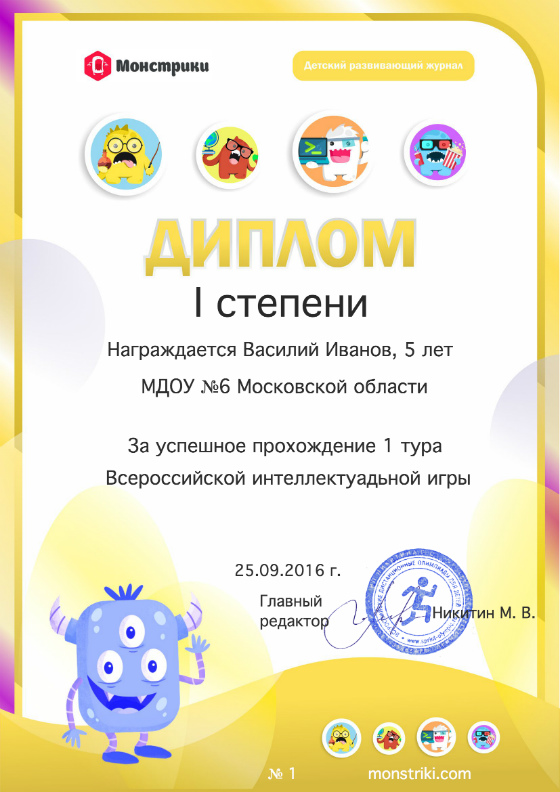 Монстрики
Детский развивающий журнал
ДИПЛОМ
I степени
Награждается Василий Иванов, 5 лет
МДОУ №6 Московской области
За успешное прохождение 1 тура
Всероссийской интеллектуадьной игры
25.09.2016 г.
Главный
редактор
Никитин М. В.
№ 1
monstriki.com